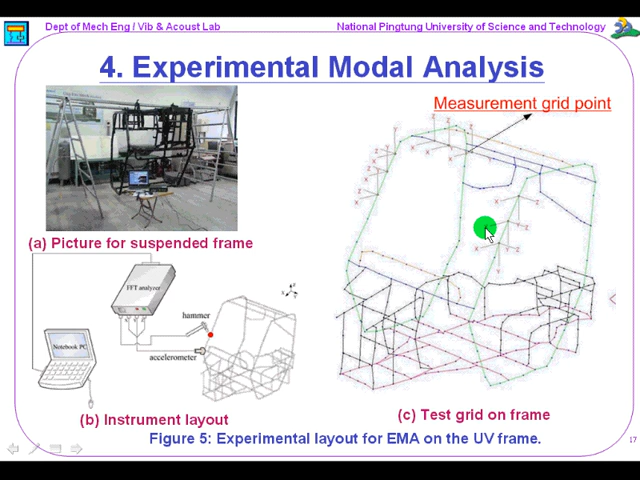 Dept of Mech Eng / Vib & Acoust Lab
National Pingtung University of Science and Technology
4. Experimental Modal Analysis
Measurement grid point
(a) Picture for suspended frame
FFT analyzer
hammer
Notebook PC
accelerometer
(b) Instrument layout
(c) Test grid on frame
Figure 5: Experimental layout for EMA on the UV frame.
17